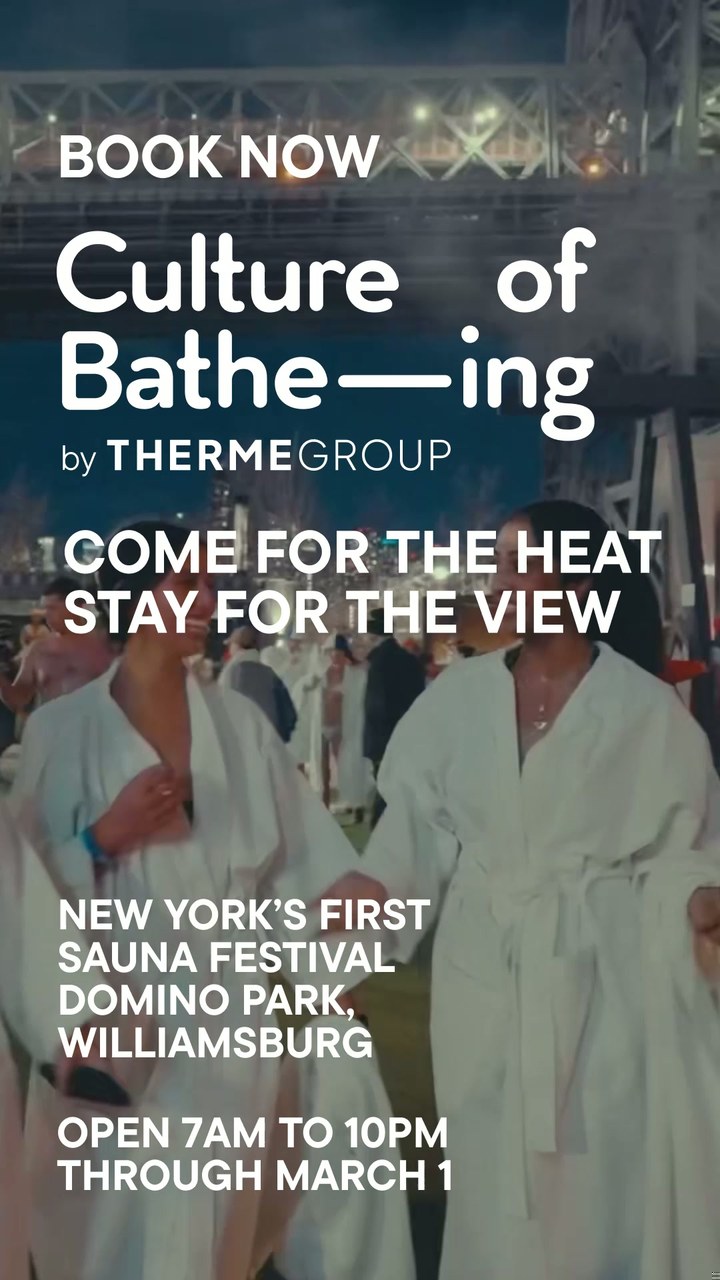 BOOK NOW
Culture of
Bathe—ing
by THERMEGROUP
COME FOR THE HEAT
STAY FOR THE VIEW
NEW YORK'S FIRST
SAUNA FESTIVAL
DOMINO PARK,
WILLIAMSBURG
OPEN 7AM TO 10PM
THROUGH MARCH 1